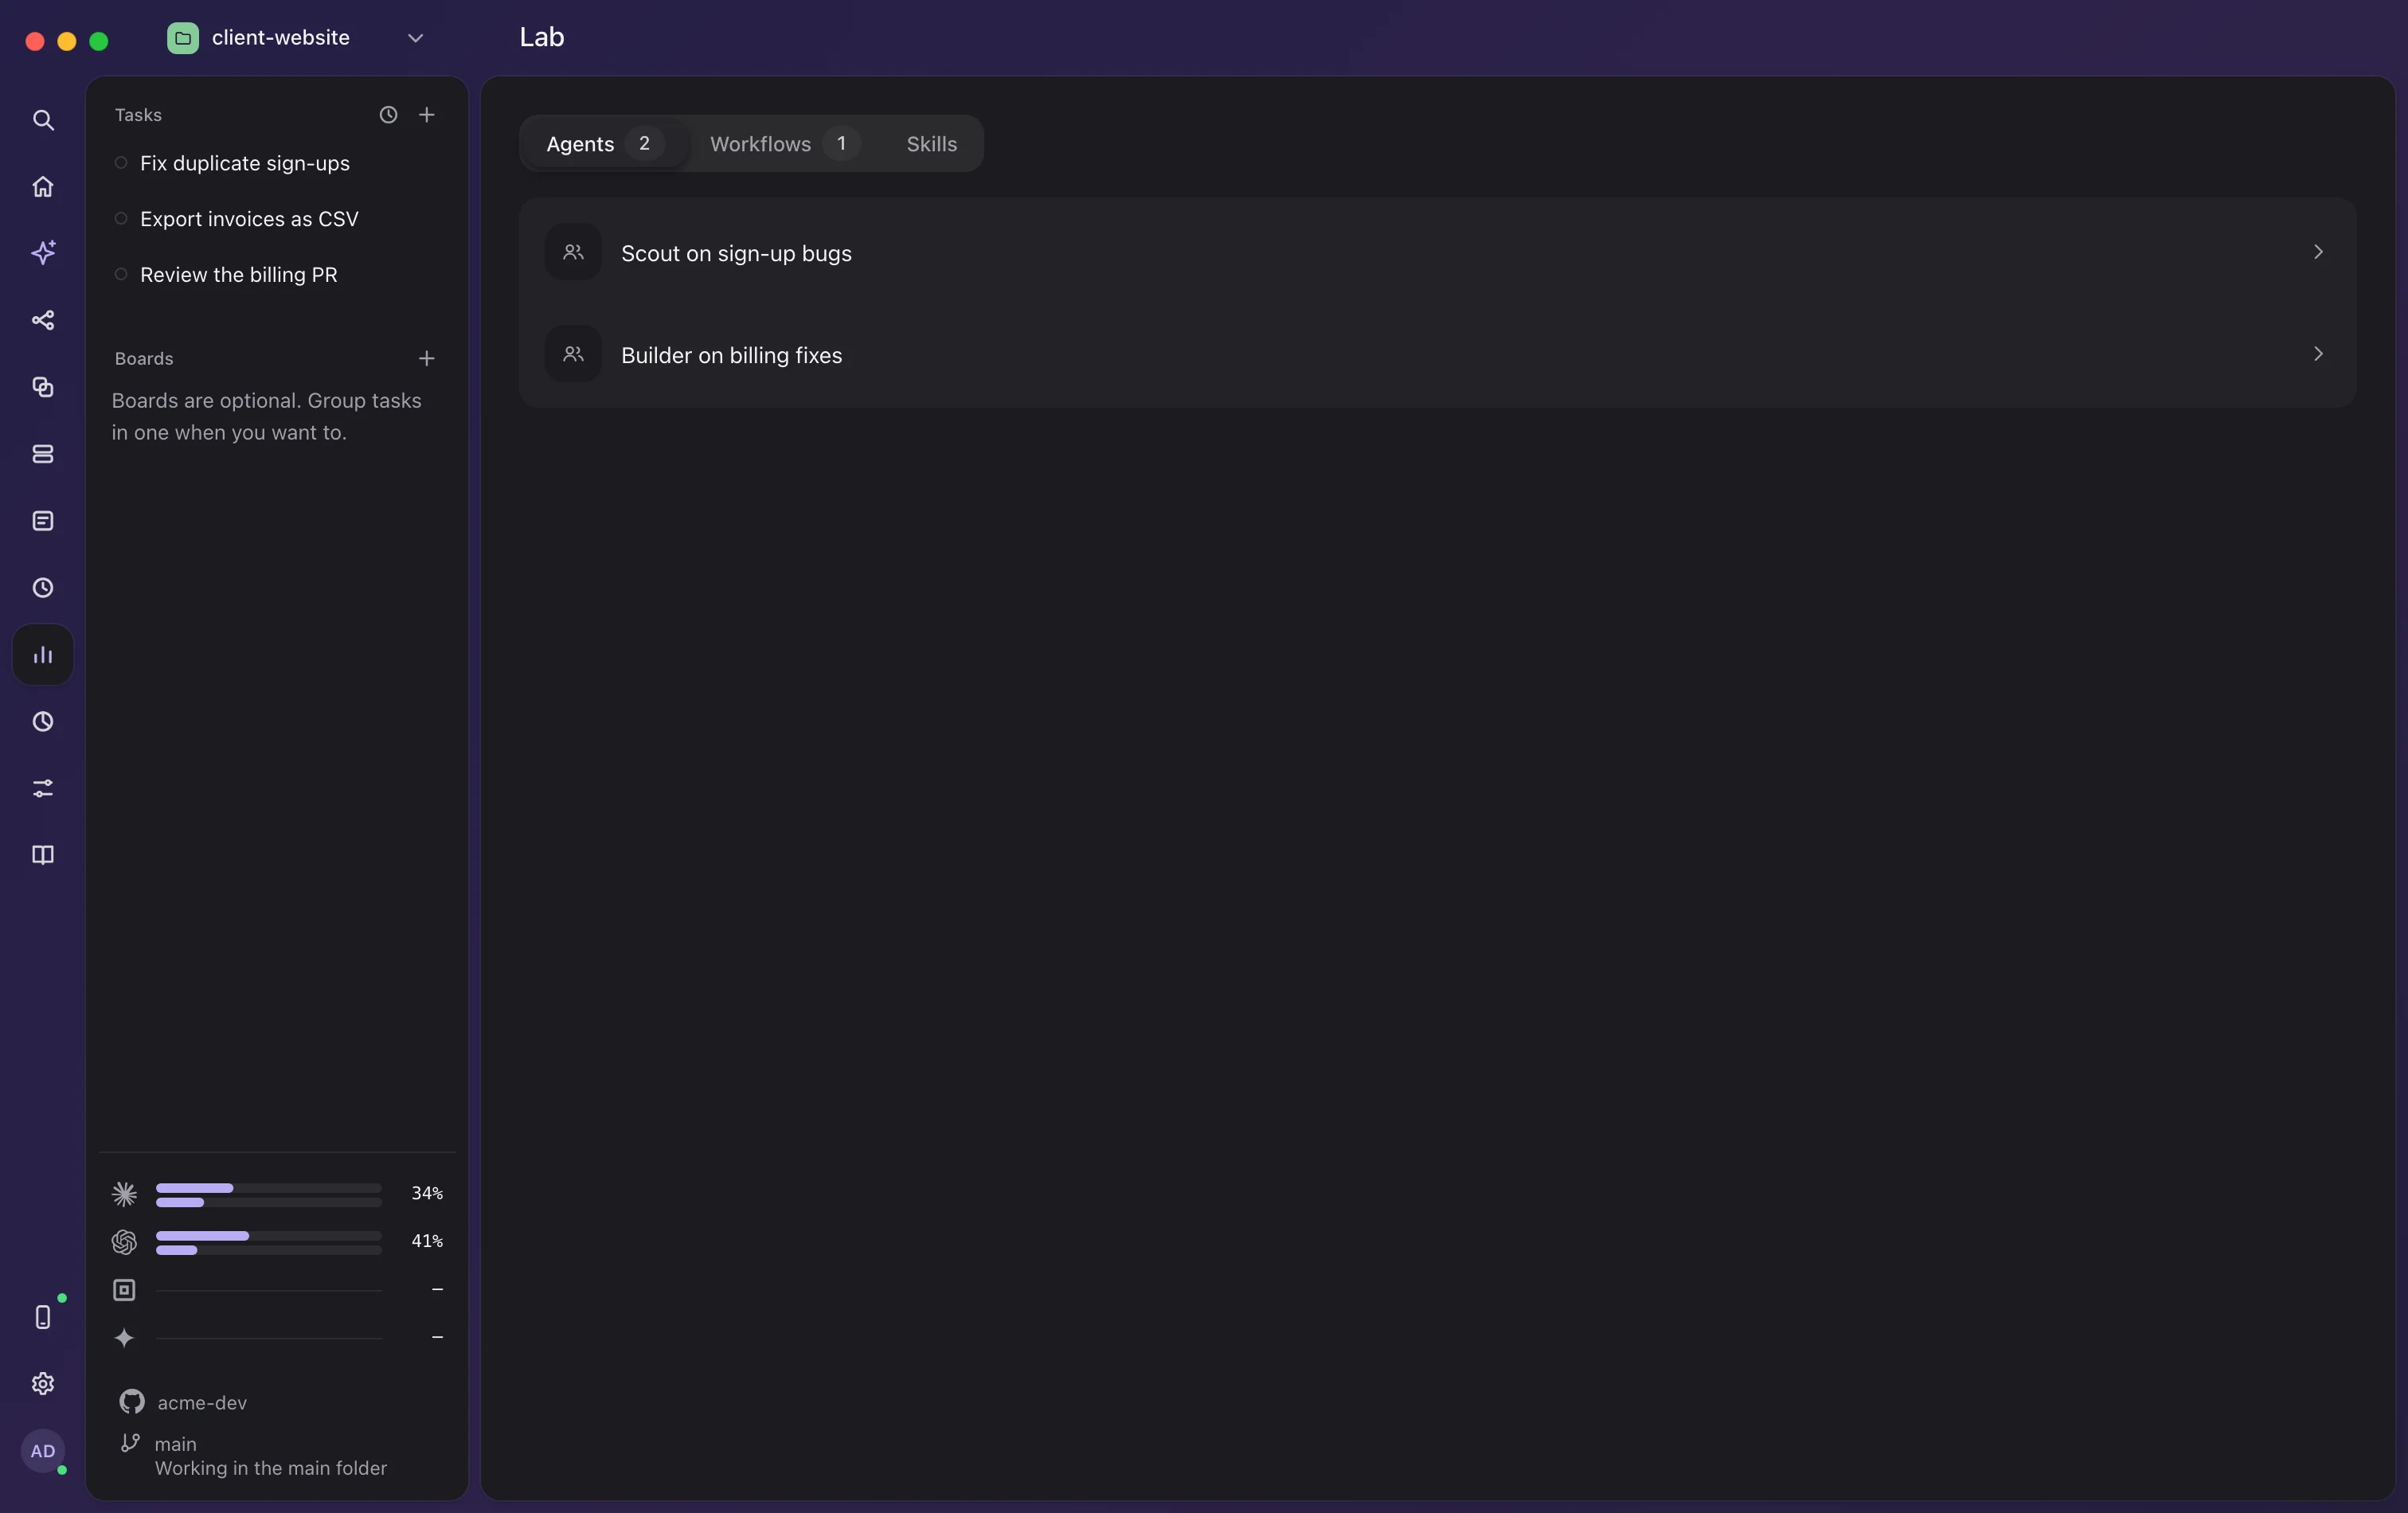 client-website
Lab
Tasks
Fix duplicate sign-ups
Export invoices as CSV
Review the billing PR
Boards
Boards are optional. Group tasks
in one when you want to.
Agents 2 Workflows 1 Skills
Scout on sign-up bugs
Builder on billing fixes
34%
41%
–
–
acme-dev
main
Working in the main folder
AD